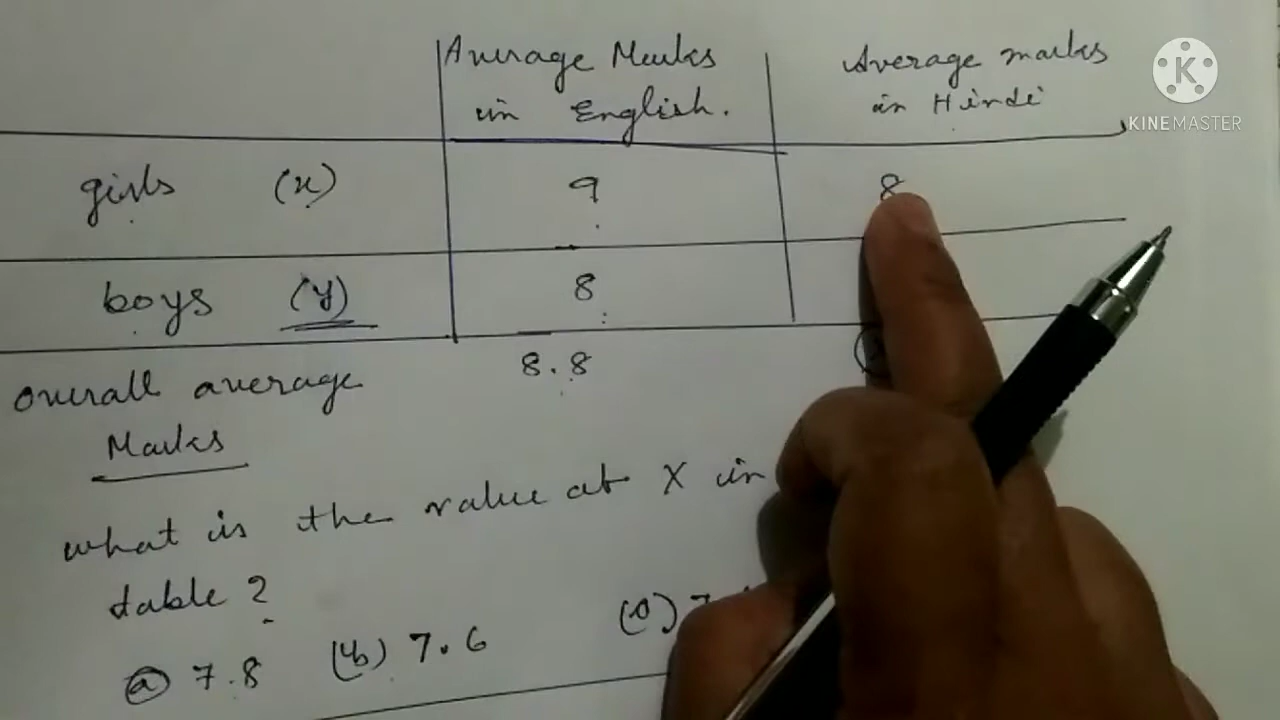 Average Marks Average marks
in English. in Hindi
KINEMASTER
girls (x) 9 8
boys (y) 8
overall average 8.8
Marks
what is the value at X in
table ?
(a) 7.8 (b) 7.6